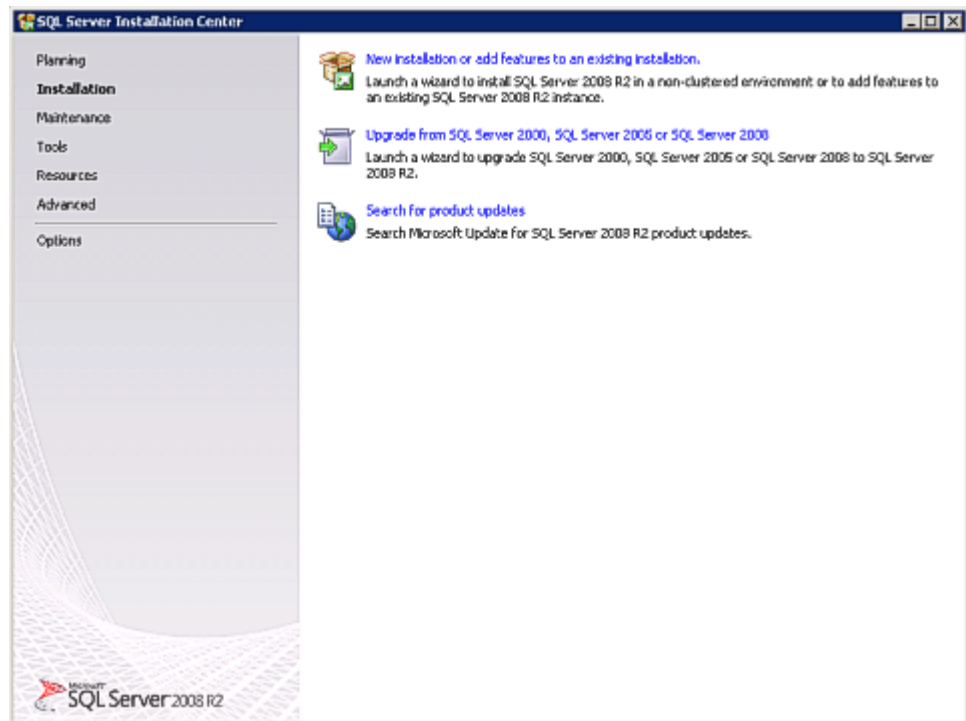 SQL Server Installation Center
Planning
Installation
Maintenance
Tools
Resources
Advanced
Options
New installation or add features to an existing installation.
Launch a wizard to install SQL Server 2008 R2 in a non-clustered environment or to add features to
an existing SQL Server 2008 R2 instance.
Upgrade from SQL Server 2000, SQL Server 2005 or SQL Server 2008
Launch a wizard to upgrade SQL Server 2000, SQL Server 2005 or SQL Server 2008 to SQL Server
2008 R2.
Search for product updates
Search Microsoft Update for SQL Server 2008 R2 product updates.
Microsoft
SQL Server 2008 R2